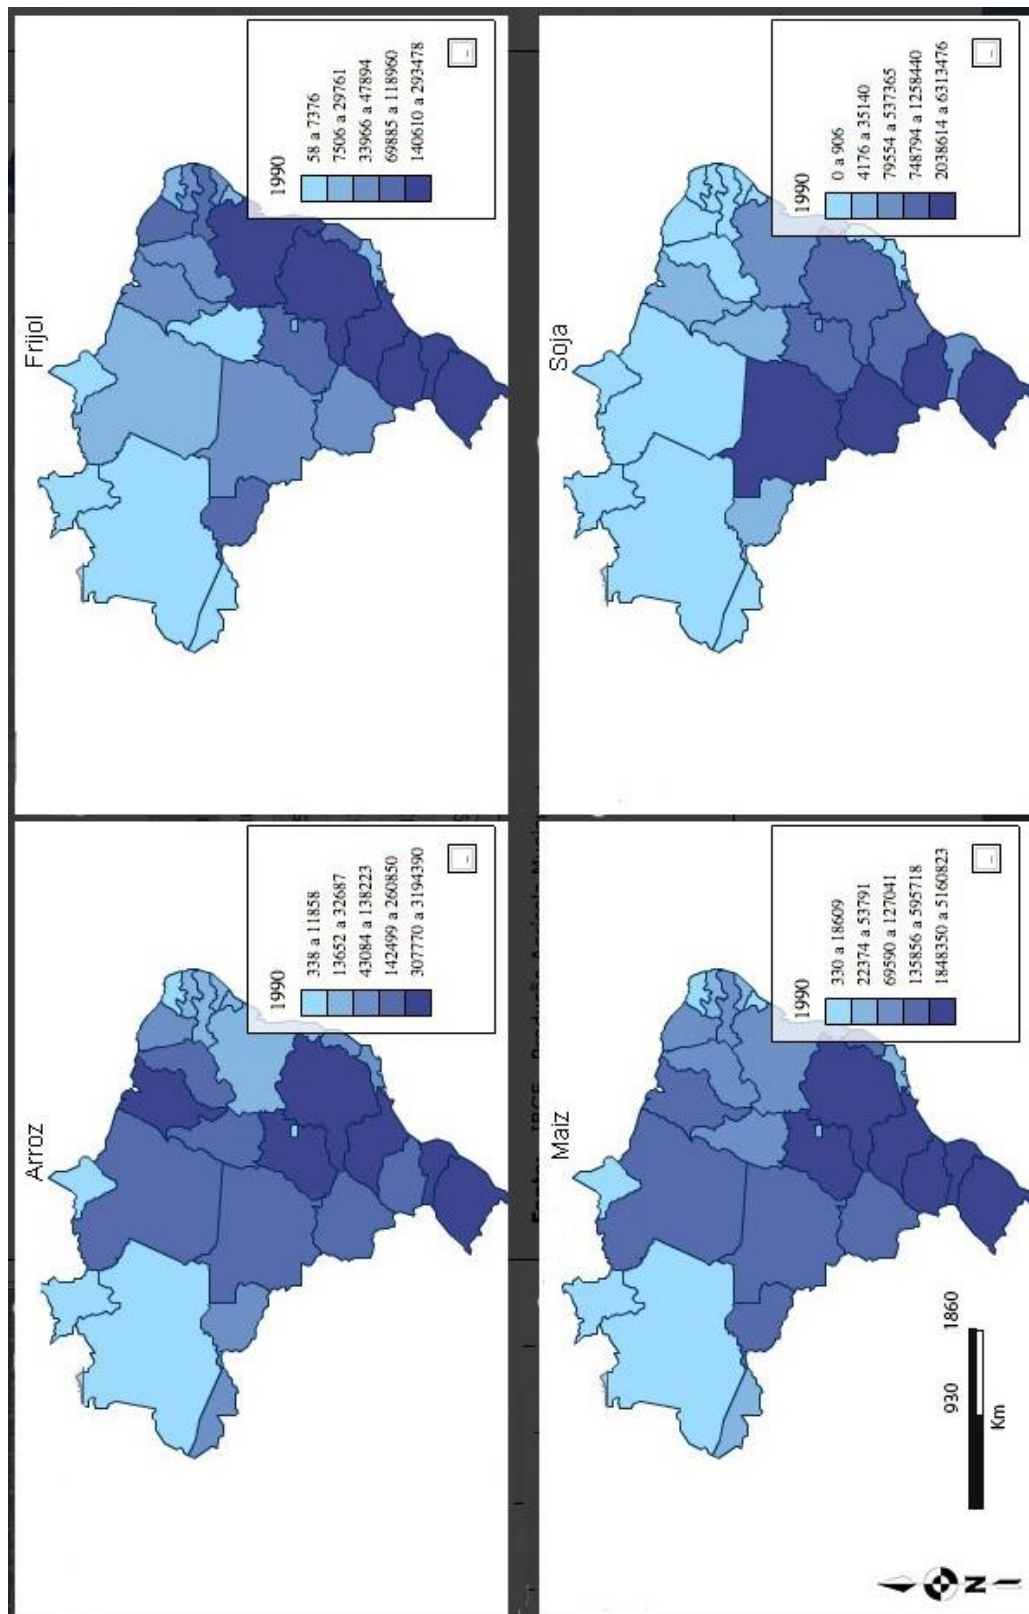 Arroz
1990
338 a 11858
13652 a 32687
43084 a 138223
142499 a 260850
307770 a 3194390
Frijol
1990
58 a 7376
7506 a 29761
33966 a 47894
69885 a 118960
140610 a 293478
Maiz
1990
330 a 18609
22374 a 53791
69590 a 127041
135856 a 595718
1848350 a 5160823
N
930 1860
Km
Soja
1990
0 a 906
4176 a 35140
79554 a 537365
748794 a 1258440
2038614 a 6313476